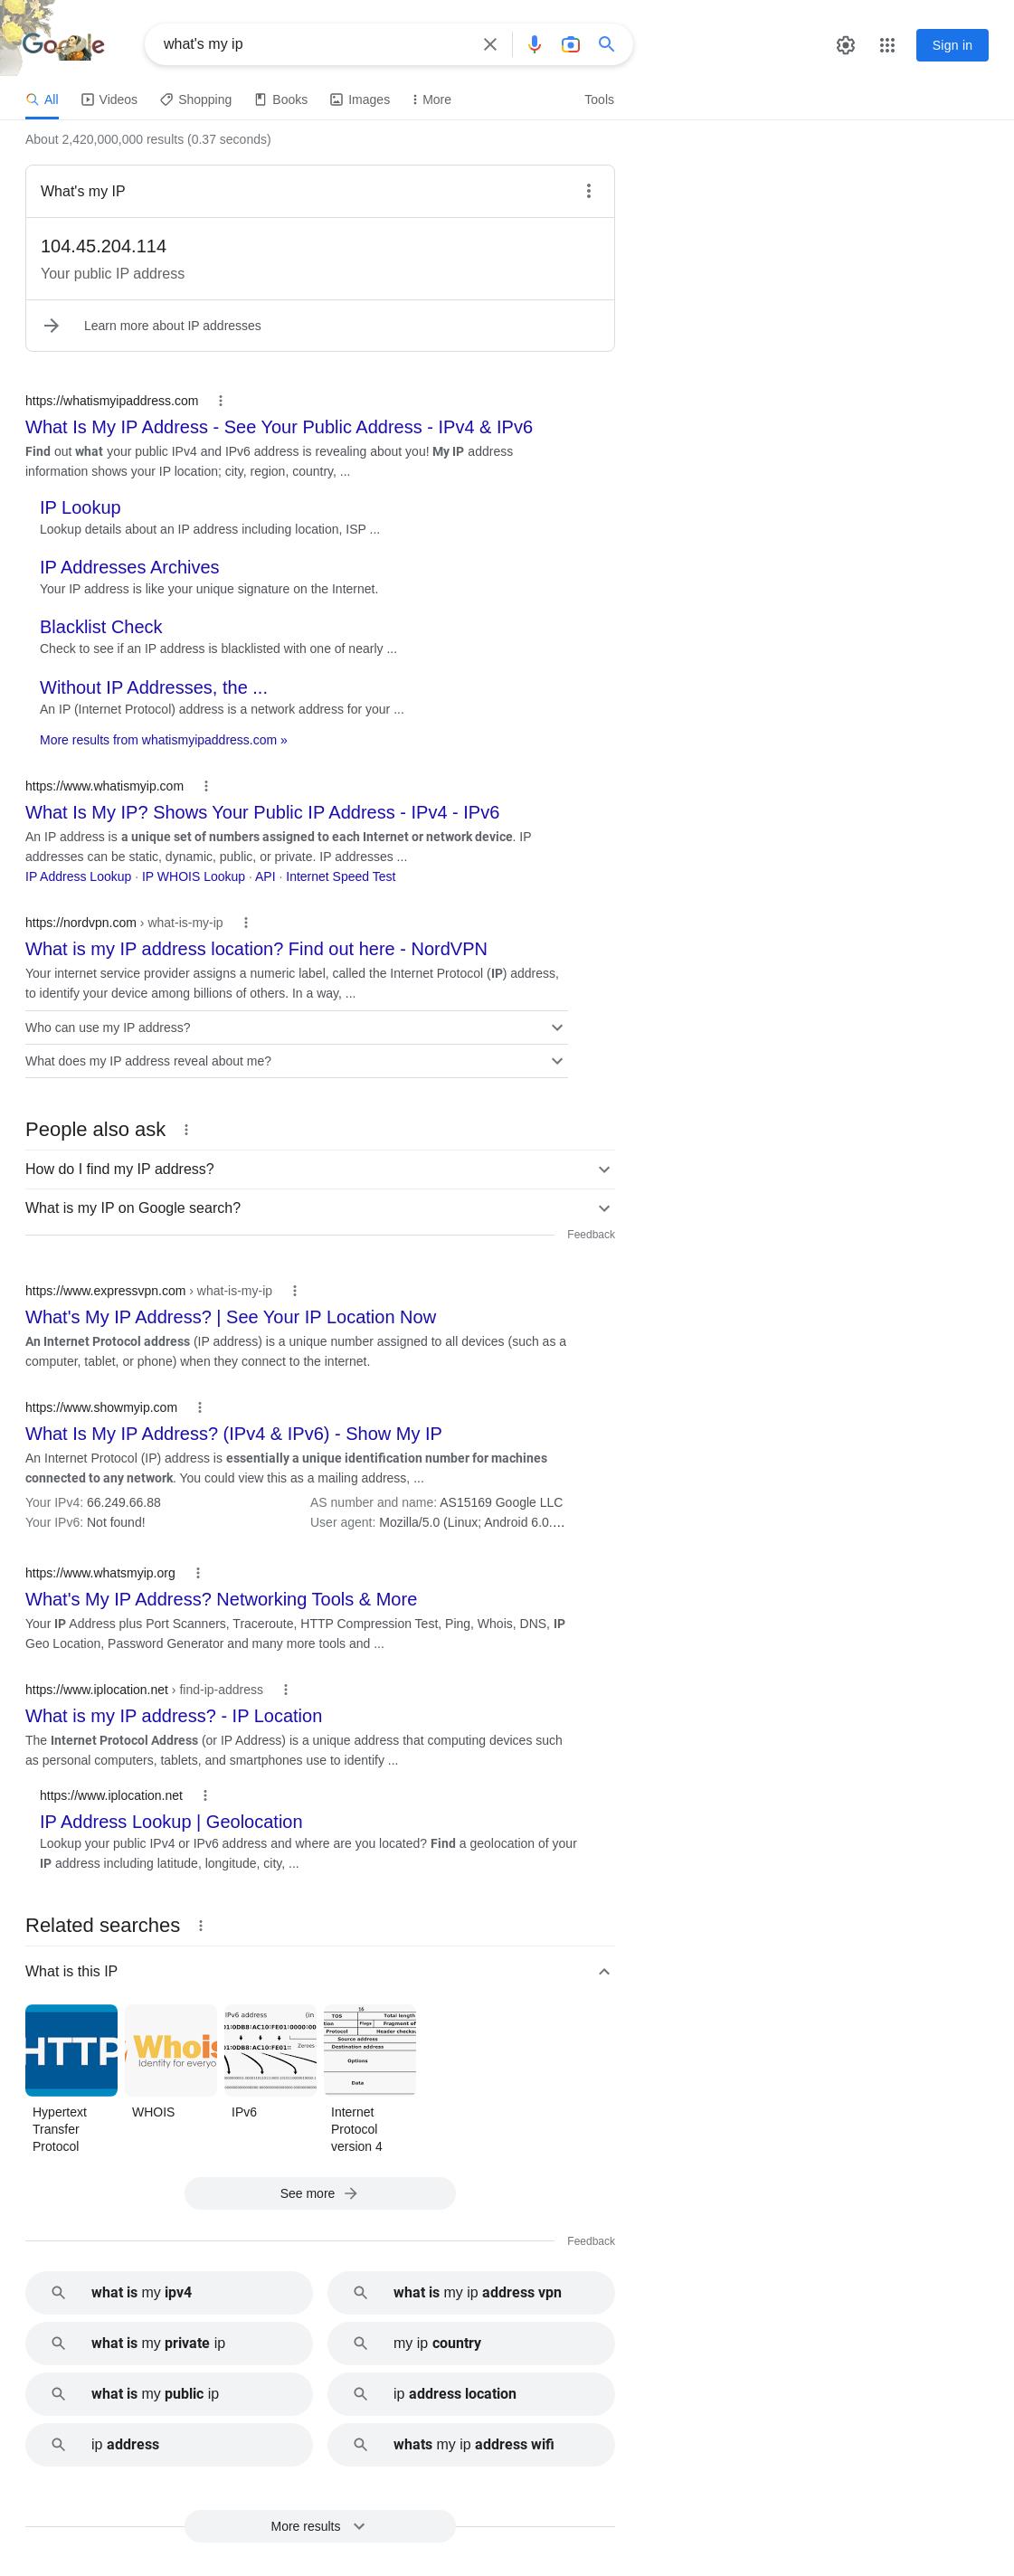 Google
what's my ip
Sign in
All
Videos
Shopping
Books
Images
More
Tools
About 2,420,000,000 results (0.37 seconds)
What's my IP
104.45.204.114
Your public IP address
Learn more about IP addresses
https://whatismyipaddress.com
What Is My IP Address - See Your Public Address - IPv4 & IPv6
Find out what your public IPv4 and IPv6 address is revealing about you! My IP address
information shows your IP location; city, region, country, ...
IP Lookup
Lookup details about an IP address including location, ISP ...
IP Addresses Archives
Your IP address is like your unique signature on the Internet.
Blacklist Check
Check to see if an IP address is blacklisted with one of nearly ...
Without IP Addresses, the ...
An IP (Internet Protocol) address is a network address for your ...
More results from whatismyipaddress.com »
https://www.whatismyip.com
What Is My IP? Shows Your Public IP Address - IPv4 - IPv6
An IP address is a unique set of numbers assigned to each Internet or network device. IP
addresses can be static, dynamic, public, or private. IP addresses ...
IP Address Lookup · IP WHOIS Lookup · API · Internet Speed Test
https://nordvpn.com › what-is-my-ip
What is my IP address location? Find out here - NordVPN
Your internet service provider assigns a numeric label, called the Internet Protocol (IP) address,
to identify your device among billions of others. In a way, ...
Who can use my IP address?
What does my IP address reveal about me?
People also ask
How do I find my IP address?
What is my IP on Google search?
Feedback
https://www.expressvpn.com › what-is-my-ip
What's My IP Address? | See Your IP Location Now
An Internet Protocol address (IP address) is a unique number assigned to all devices (such as a
computer, tablet, or phone) when they connect to the internet.
https://www.showmyip.com
What Is My IP Address? (IPv4 & IPv6) - Show My IP
An Internet Protocol (IP) address is essentially a unique identification number for machines
connected to any network. You could view this as a mailing address, ...
Your IPv4: 66.249.66.88
AS number and name: AS15169 Google LLC
Your IPv6: Not found!
User agent: Mozilla/5.0 (Linux; Android 6.0....
https://www.whatsmyip.org
What's My IP Address? Networking Tools & More
Your IP Address plus Port Scanners, Traceroute, HTTP Compression Test, Ping, Whois, DNS, IP
Geo Location, Password Generator and many more tools and ...
https://www.iplocation.net › find-ip-address
What is my IP address? - IP Location
The Internet Protocol Address (or IP Address) is a unique address that computing devices such
as personal computers, tablets, and smartphones use to identify ...
https://www.iplocation.net
IP Address Lookup | Geolocation
Lookup your public IPv4 or IPv6 address and where are you located? Find a geolocation of your
IP address including latitude, longitude, city, ...
Related searches
What is this IP
HTTP
Whois
Identity for everyo
IPv6 address (in
Zeroes
16
TOS Total length
Flags Fragment of
Protocol Header checksu
Source address
Destination address
Options
Data
Hypertext
Transfer
Protocol
WHOIS
IPv6
Internet
Protocol
version 4
See more
Feedback
what is my ipv4
what is my ip address vpn
what is my private ip
my ip country
what is my public ip
ip address location
ip address
whats my ip address wifi
More results